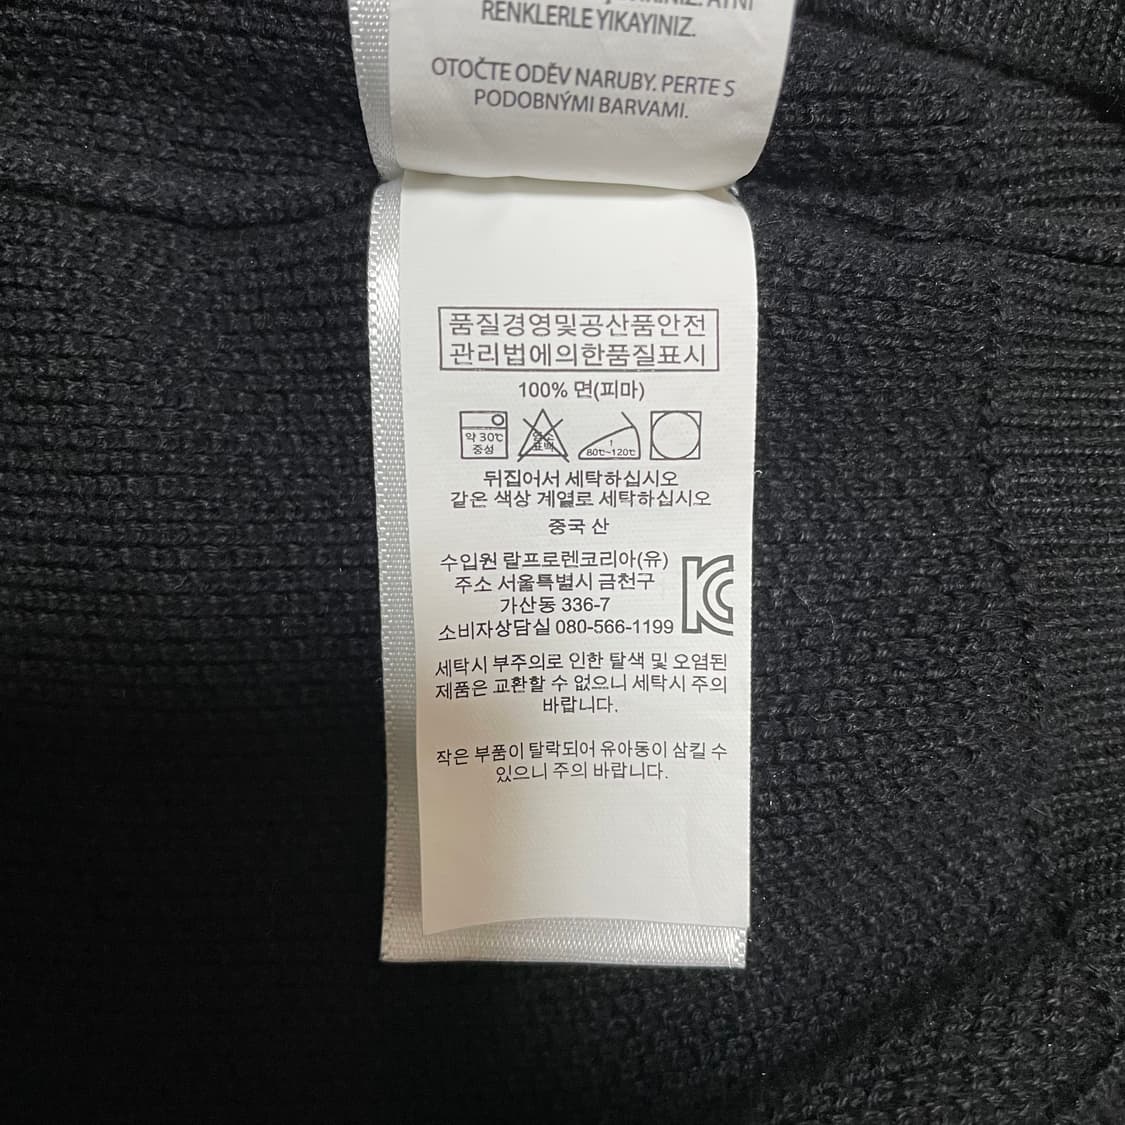 RENKLERLE YIKAYINIZ.
OTOČTE ODĚV NARUBY. PERTE S
PODOBNÝMI BARVAMI.
품질경영및공산품안전
관리법에의한품질표시
100% 면(피마)
약 30℃
중성
염소
표백
1
80℃~120℃
뒤집어서 세탁하십시오
같은 색상 계열로 세탁하십시오
중국 산
수입원 랄프로렌코리아(유)
주소 서울특별시 금천구
가산동 336-7
소비자상담실 080-566-1199
KC
세탁시 부주의로 인한 탈색 및 오염된
제품은 교환할 수 없으니 세탁시 주의
바랍니다.
작은 부품이 탈락되어 유아동이 삼킬 수
있으니 주의 바랍니다.